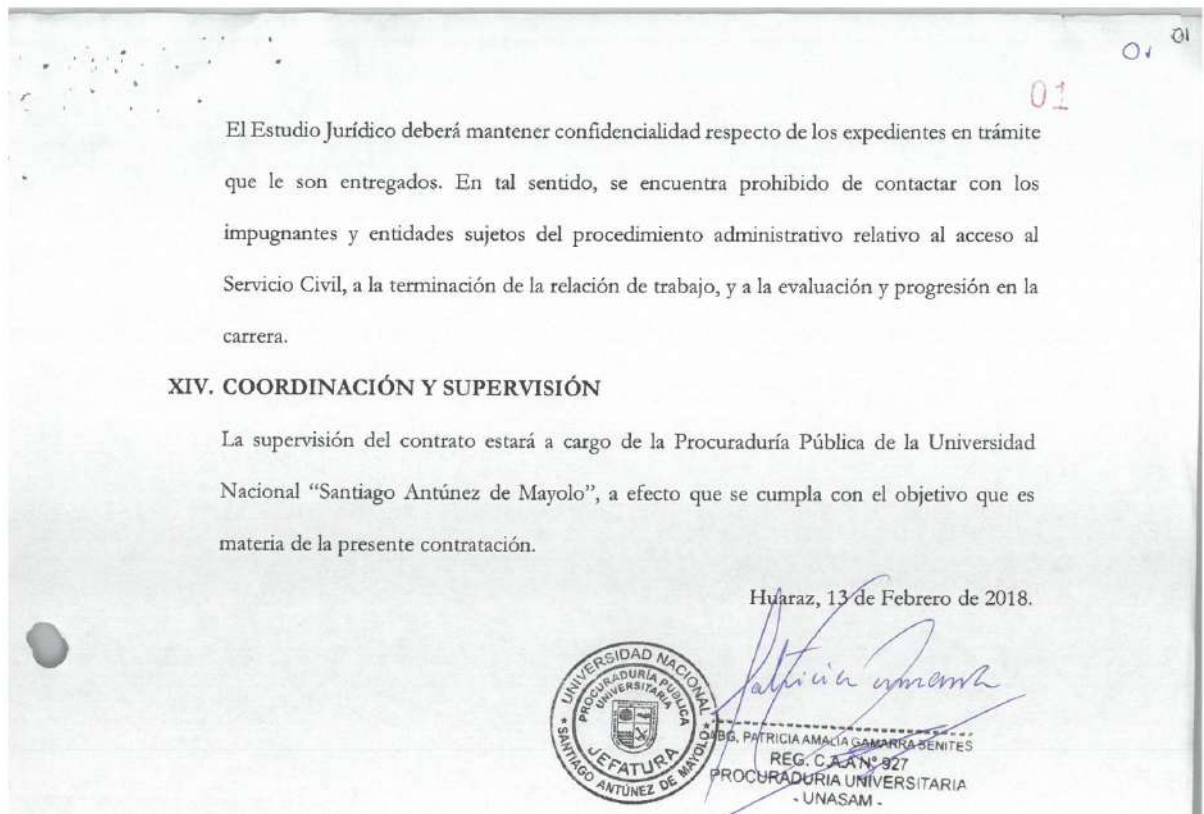 01
01
01
El Estudio Jurídico deberá mantener confidencialidad respecto de los expedientes en trámite
que le son entregados. En tal sentido, se encuentra prohibido de contactar con los
impugnantes y entidades sujetos del procedimiento administrativo relativo al acceso al
Servicio Civil, a la terminación de la relación de trabajo, y a la evaluación y progresión en la
carrera.
XIV. COORDINACIÓN Y SUPERVISIÓN
La supervisión del contrato estará a cargo de la Procuraduría Pública de la Universidad
Nacional “Santiago Antúnez de Mayolo”, a efecto que se cumpla con el objetivo que es
materia de la presente contratación.
Huaraz, 13 de Febrero de 2018.
UNIVERSIDAD NACIONAL
★ SANTIAGO ANTÚNEZ DE MAYOLO ★
PROCURADURÍA PÚBLICA
UNIVERSITARIA
JEFATURA
ABG. PATRICIA AMALIA GAMARRA BENITES
REG. C.A.A Nº 927
PROCURADURIA UNIVERSITARIA
- UNASAM -